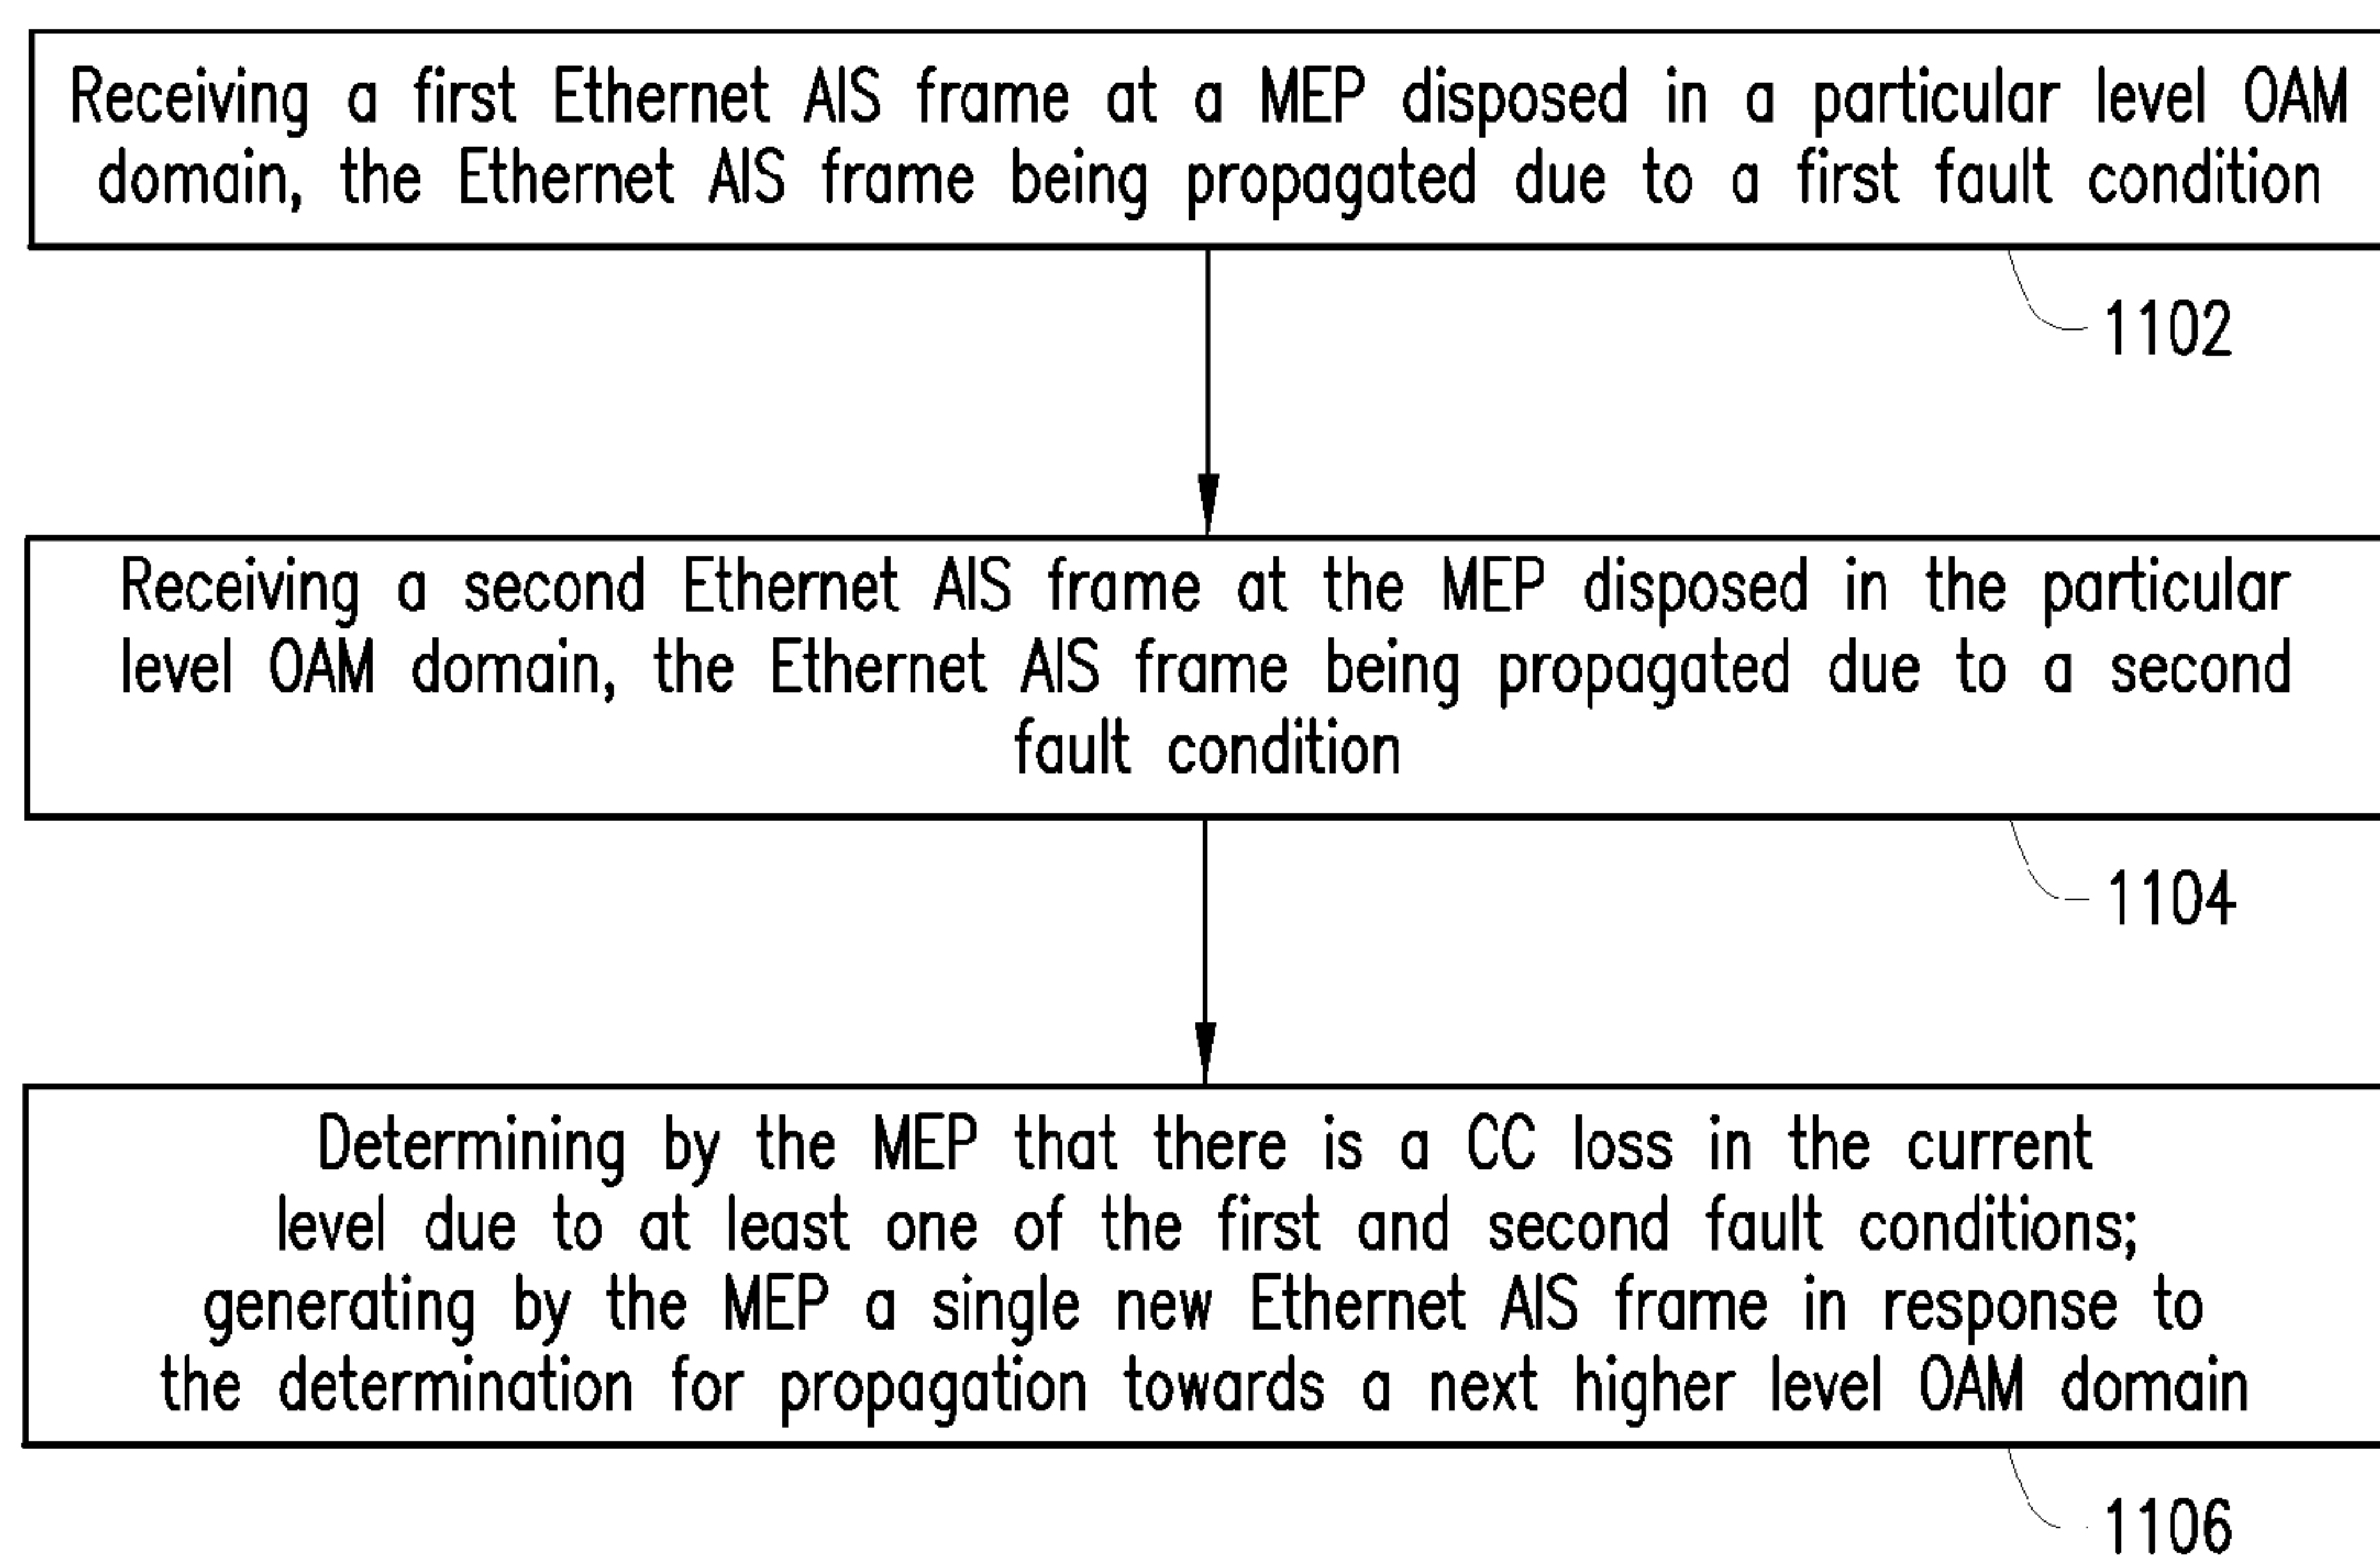 Receiving a first Ethernet AIS frame at a MEP disposed in a particular level OAM
domain, the Ethernet AIS frame being propagated due to a first fault condition
1102
Receiving a second Ethernet AIS frame at the MEP disposed in the particular
level OAM domain, the Ethernet AIS frame being propagated due to a second
fault condition
1104
Determining by the MEP that there is a CC loss in the current
level due to at least one of the first and second fault conditions;
generating by the MEP a single new Ethernet AIS frame in response to
the determination for propagation towards a next higher level OAM domain
1106